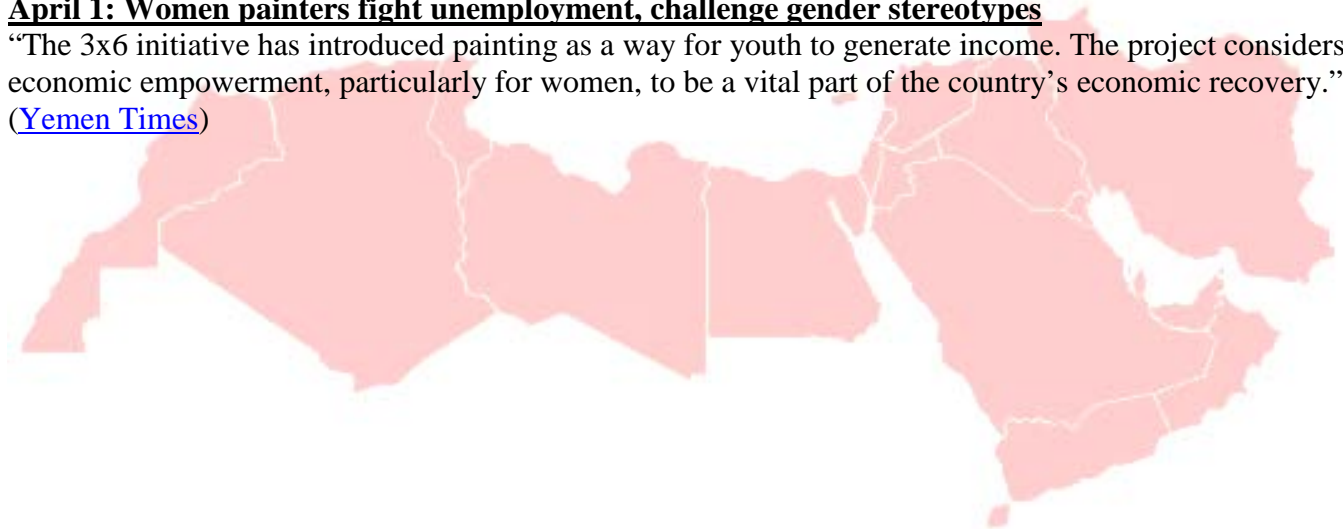 April 1: Women painters fight unemployment, challenge gender stereotypes
“The 3x6 initiative has introduced painting as a way for youth to generate income. The project considers
economic empowerment, particularly for women, to be a vital part of the country’s economic recovery.”
(Yemen Times)